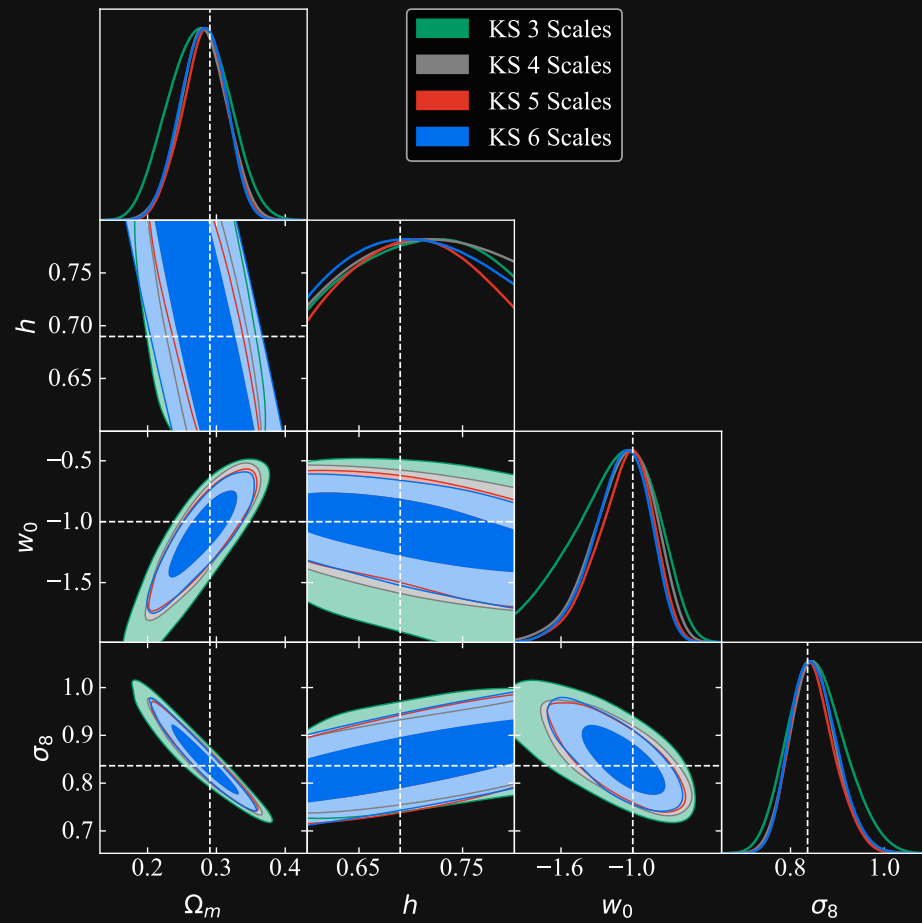 KS 3 Scales
KS 4 Scales
KS 5 Scales
KS 6 Scales
0.75
0.70
0.65
h
−0.5
−1.0
−1.5
w₀
1.0
0.9
0.8
0.7
σ₈
0.2 0.3 0.4
0.65 0.75
−1.6 −1.0
0.8 1.0
Ωₘ
h
w₀
σ₈